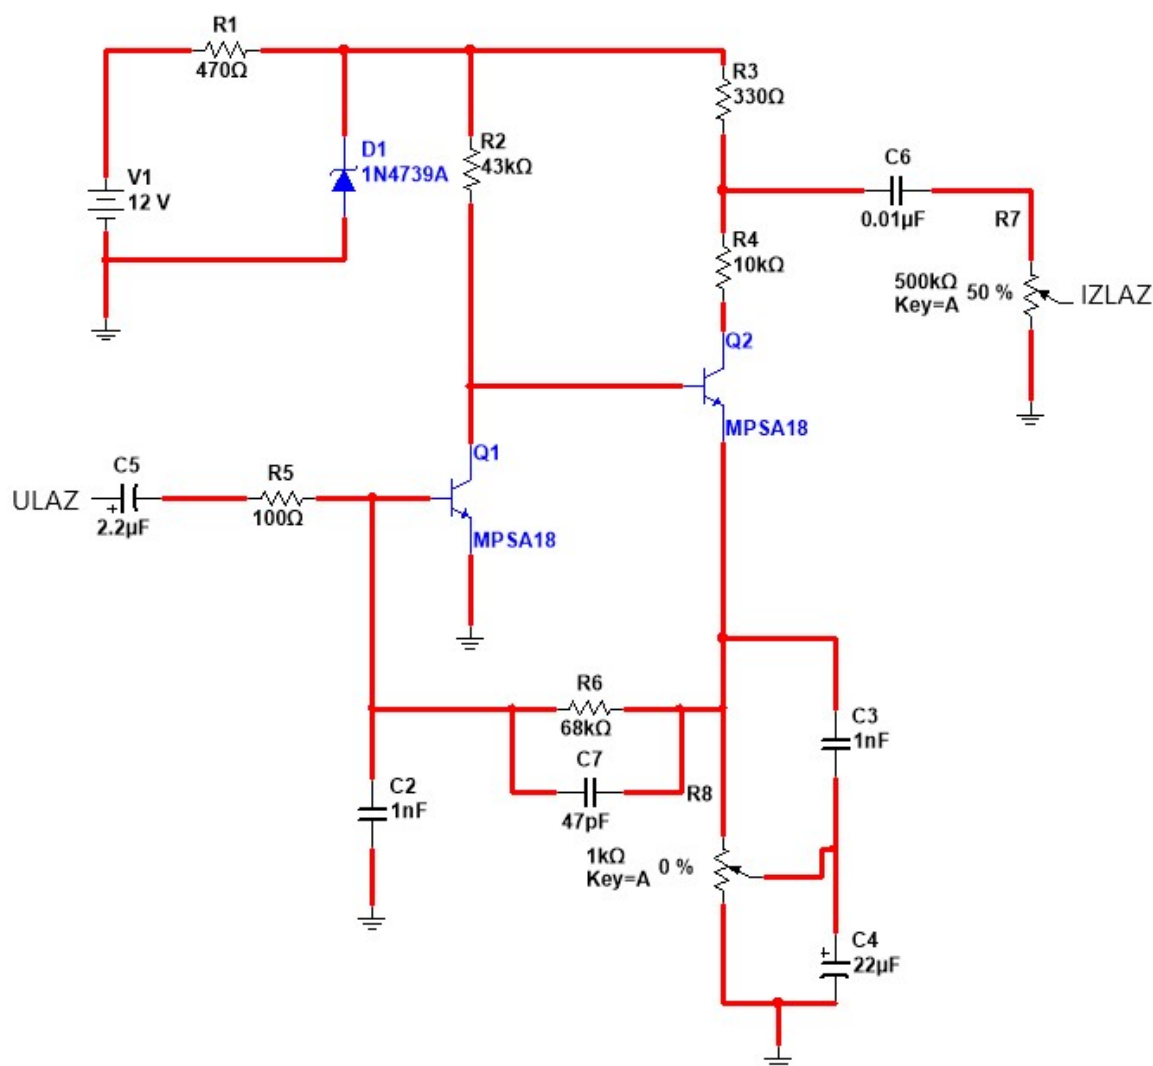 R1
470Ω
R3
330Ω
D1
1N4739A
R2
43kΩ
V1
12 V
C6
0.01µF
R7
R4
10kΩ
500kΩ
Key=A
50 %
IZLAZ
Q2
MPSA18
Q1
C5
R5
ULAZ
+
2.2µF
100Ω
MPSA18
R6
68kΩ
C3
1nF
C7
47pF
R8
C2
1nF
1kΩ
Key=A
0 %
C4
+
22µF